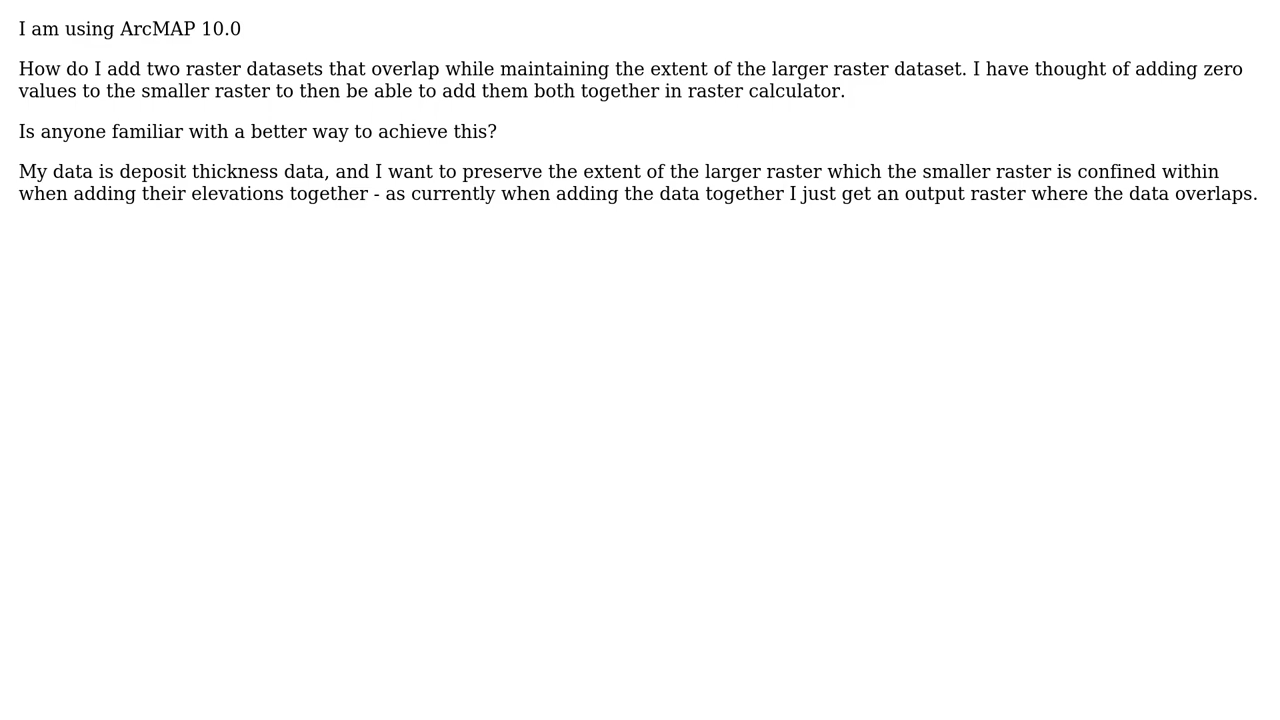 I am using ArcMAP 10.0
How do I add two raster datasets that overlap while maintaining the extent of the larger raster dataset. I have thought of adding zero
values to the smaller raster to then be able to add them both together in raster calculator.
Is anyone familiar with a better way to achieve this?
My data is deposit thickness data, and I want to preserve the extent of the larger raster which the smaller raster is confined within
when adding their elevations together - as currently when adding the data together I just get an output raster where the data overlaps.